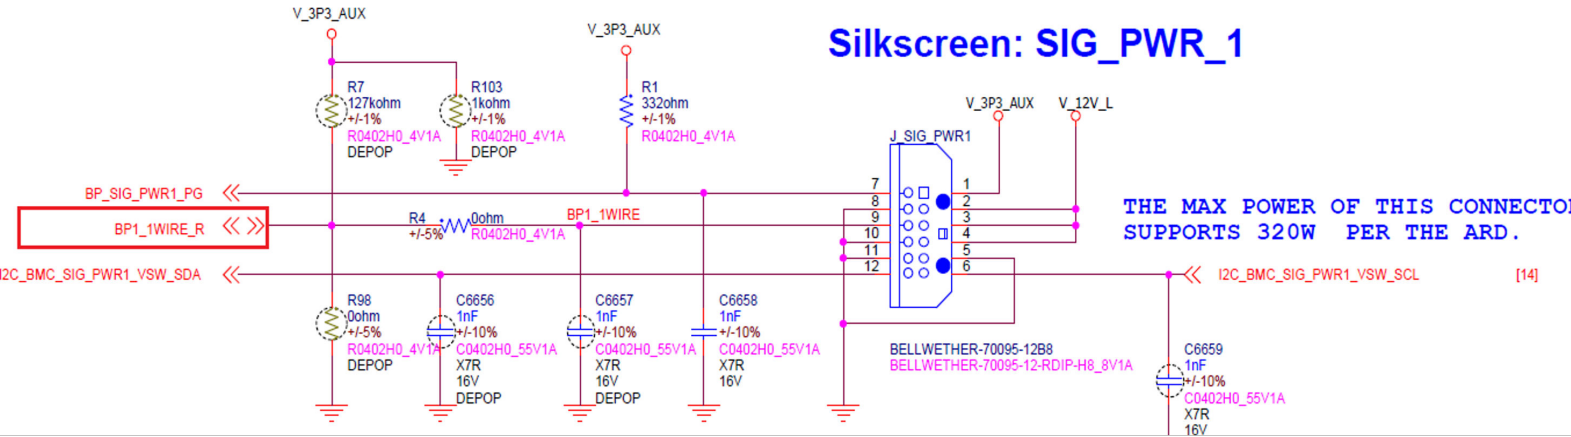 V_3P3_AUX
V_3P3_AUX
Silkscreen: SIG_PWR_1
R7
127kohm
+/-1%
R0402H0_4V1A
DEPOP
R103
1kohm
+/-1%
R0402H0_4V1A
DEPOP
R1
332ohm
+/-1%
R0402H0_4V1A
V_3P3_AUX
V_12V_L
J_SIG_PWR1
BP_SIG_PWR1_PG
7
1
8
2
9
3
10
4
11
5
12
6
BP1_1WIRE_R
R4
0ohm
+/-5%
R0402H0_4V1A
BP1_1WIRE
THE MAX POWER OF THIS CONNECTO
SUPPORTS 320W PER THE ARD.
I2C_BMC_SIG_PWR1_VSW_SDA
I2C_BMC_SIG_PWR1_VSW_SCL
[14]
R98
0ohm
+/-5%
R0402H0_4V1A
DEPOP
C6656
1nF
+/-10%
C0402H0_55V1A
X7R
16V
DEPOP
C6657
1nF
+/-10%
C0402H0_55V1A
X7R
16V
DEPOP
C6658
1nF
+/-10%
C0402H0_55V1A
X7R
16V
BELLWETHER-70095-12B8
BELLWETHER-70095-12-RDIP-H8_8V1A
C6659
1nF
+/-10%
C0402H0_55V1A
X7R
16V